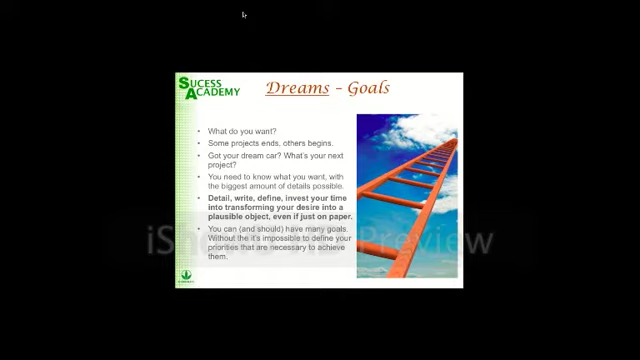 SUCESS
ACADEMY
Dreams – Goals
• What do you want?
• Some projects ends, others begins.
• Got your dream car? What's your next
project?
• You need to know what you want, with
the biggest amount of details possible.
• Detail, write, define, invest your time
into transforming your desire into a
plausible object, even if just on paper.
• You can (and should) have many goals.
Without the it's impossible to define your
priorities that are necessary to achieve
them.
Preview